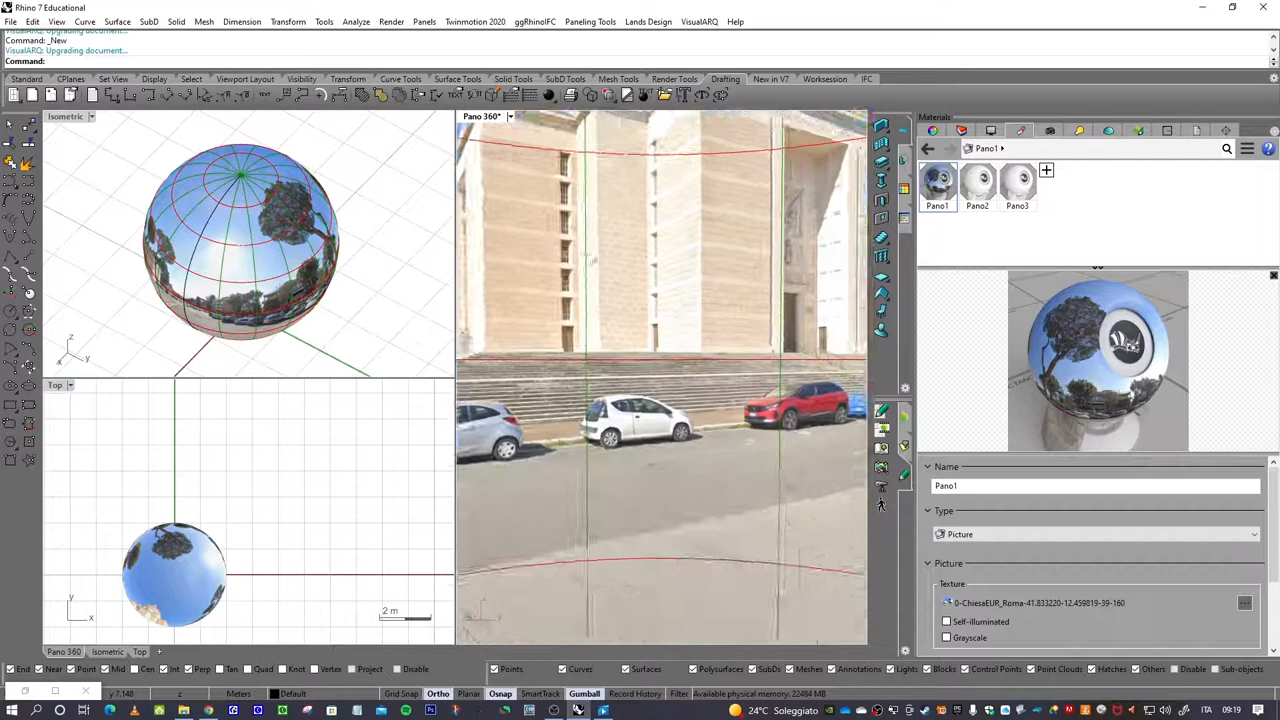 Rhino 7 Educational
File Edit View Curve Surface SubD Solid Mesh Dimension Transform Tools Analyze Render Panels Twinmotion 2020 ggRhinoIFC Paneling Tools Lands Design VisualARQ Help
VisualARQ: Upgrading document...
Command: _New
VisualARQ: Upgrading document...
Command:
Standard CPlanes Set View Display Select Viewport Layout Visibility Transform Curve Tools Surface Tools Solid Tools SubD Tools Mesh Tools Render Tools Drafting New in V7 Worksession IFC
Isometric
Pano 360*
Materials
Pano1
Pano1 Pano2 Pano3
z
x y
Top
Name
Pano1
Type
Picture
Picture
Texture
0-ChiesaEUR_Roma-41.833220-12.459819-39-160
Self-illuminated
Grayscale
y
x
2 m
y
Pano 360 Isometric Top
End Near Point Mid Cen Int Perp Tan Quad Knot Vertex Project Disable
Points Curves Surfaces Polysurfaces SubDs Meshes Annotations Lights Blocks Control Points Point Clouds Hatches Others Disable Sub-objects
y 7.148 z Meters Default Grid Snap Ortho Planar Osnap SmartTrack Gumball Record History Filter Available physical memory: 22484 MB
24°C Soleggiato
ITA 09:19